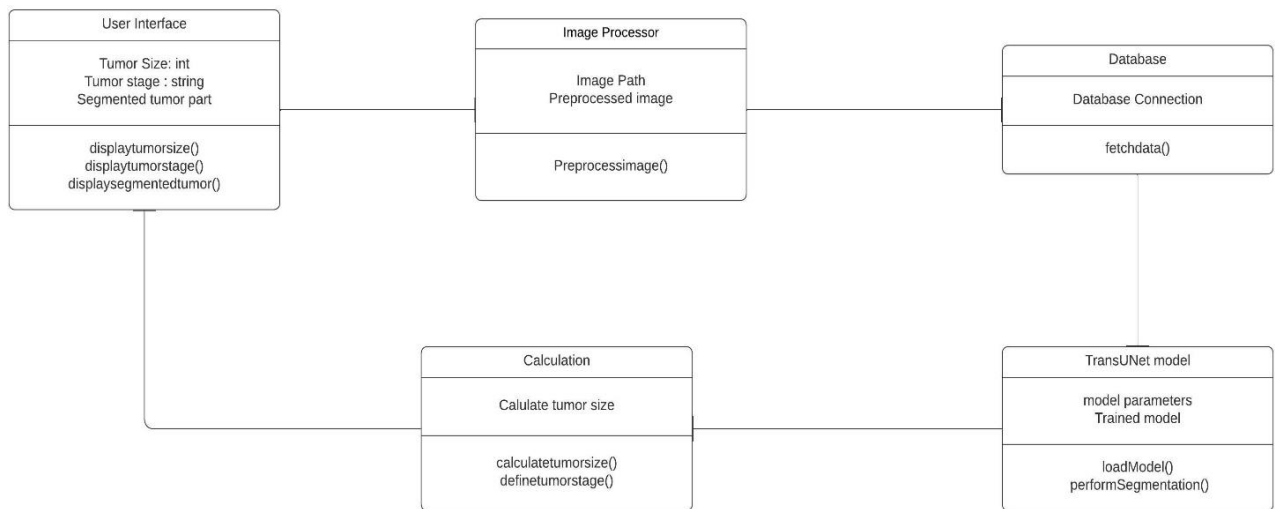 User Interface
Tumor Size: int
Tumor stage : string
Segmented tumor part
displaytumorsize()
displaytumorstage()
displaysegmentedtumor()
Image Processor
Image Path
Preprocessed image
Preprocessimage()
Database
Database Connection
fetchdata()
Calculation
Calulate tumor size
calculatetumorsize()
definetumorstage()
TransUNet model
model parameters
Trained model
loadModel()
performSegmentation()